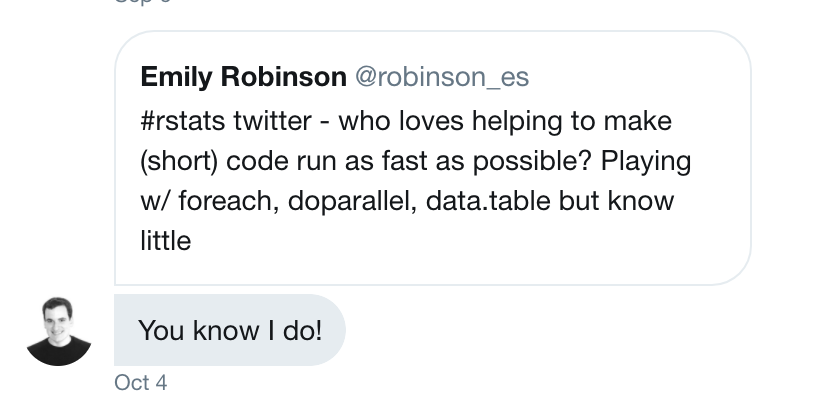 Emily Robinson @robinson_es
#rstats twitter - who loves helping to make
(short) code run as fast as possible? Playing
w/ foreach, doparallel, data.table but know
little
You know I do!
Oct 4